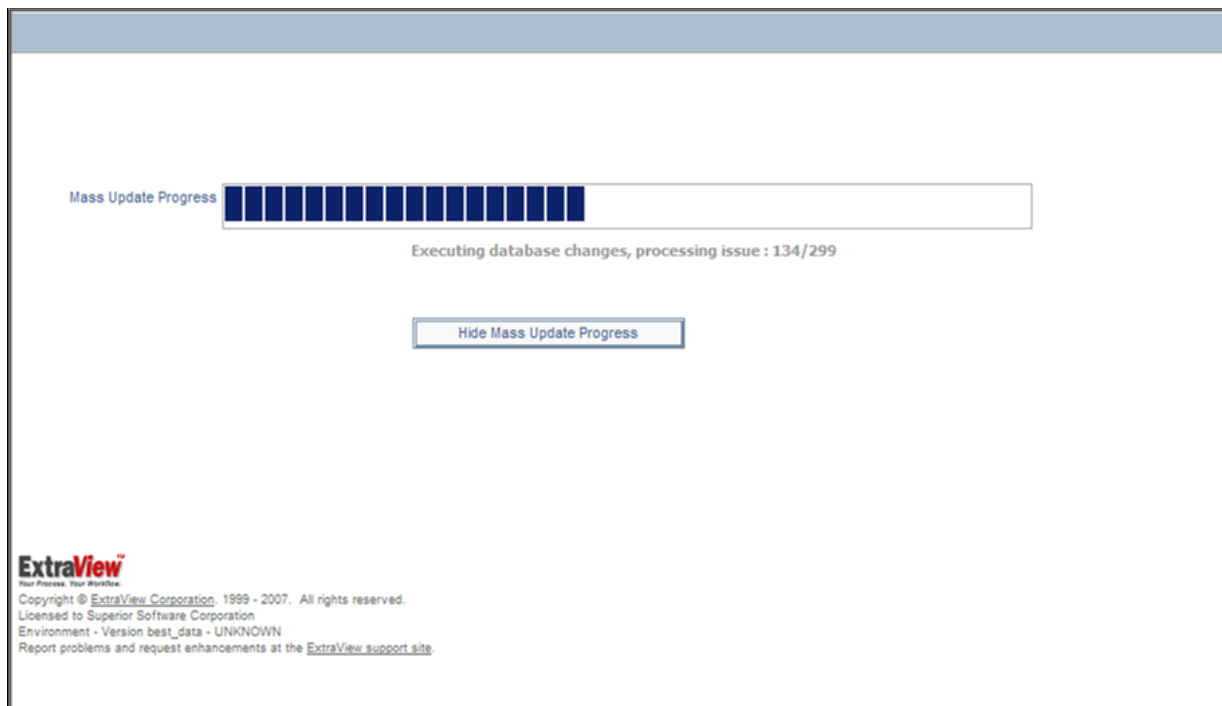 Mass Update Progress
Executing database changes, processing issue : 134/299
Hide Mass Update Progress
ExtraView™
Your Process. Your Workflow.
Copyright © ExtraView Corporation. 1999 - 2007. All rights reserved.
Licensed to Superior Software Corporation
Environment - Version best_data - UNKNOWN
Report problems and request enhancements at the ExtraView support site.